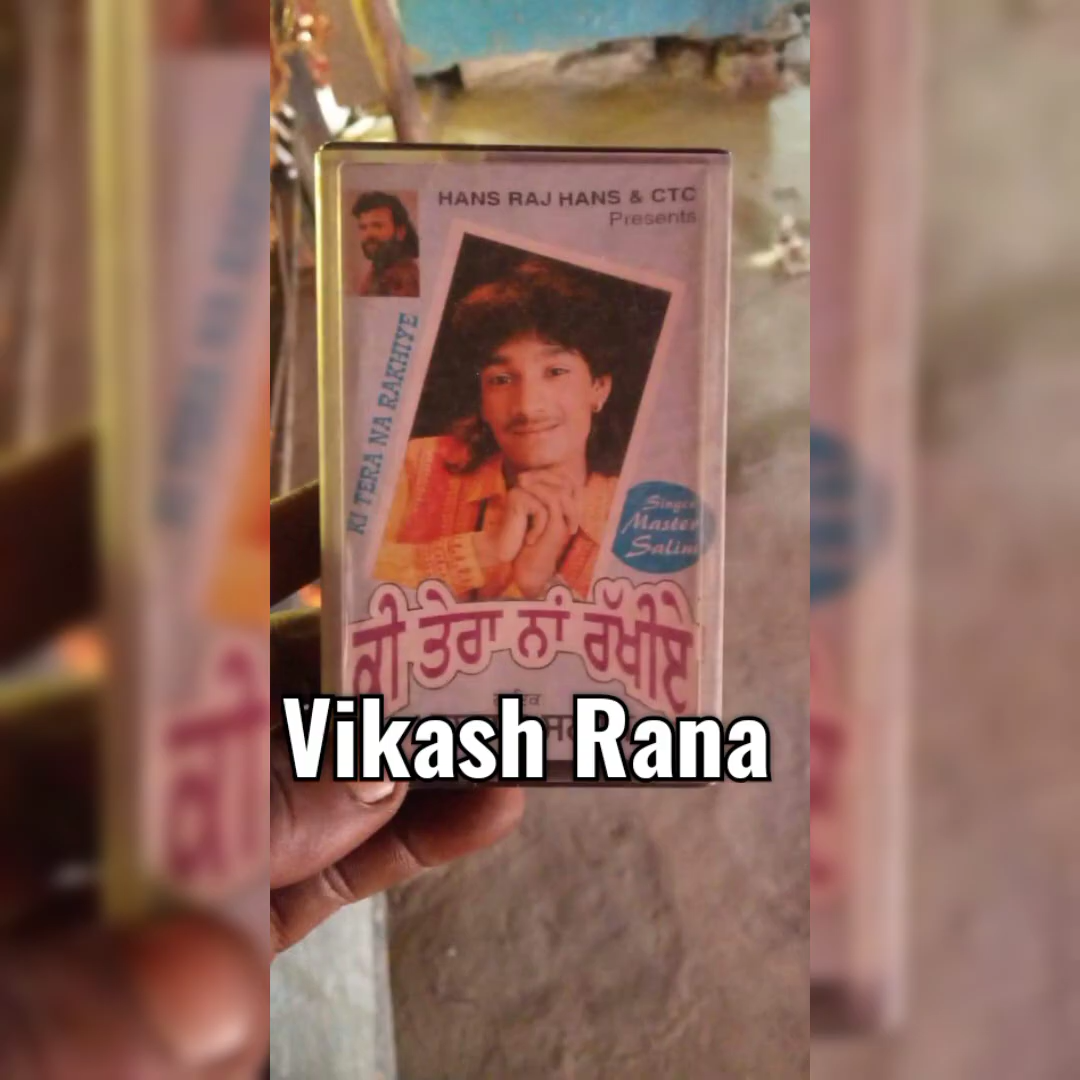 HANS RAJ HANS & CTC
Presents
KI TERA NA RAKHIYE
Singer
Master
Salim
ਕੀ ਤੇਰਾ ਨਾਂ ਰੱਖੀਏ
Vikash Rana